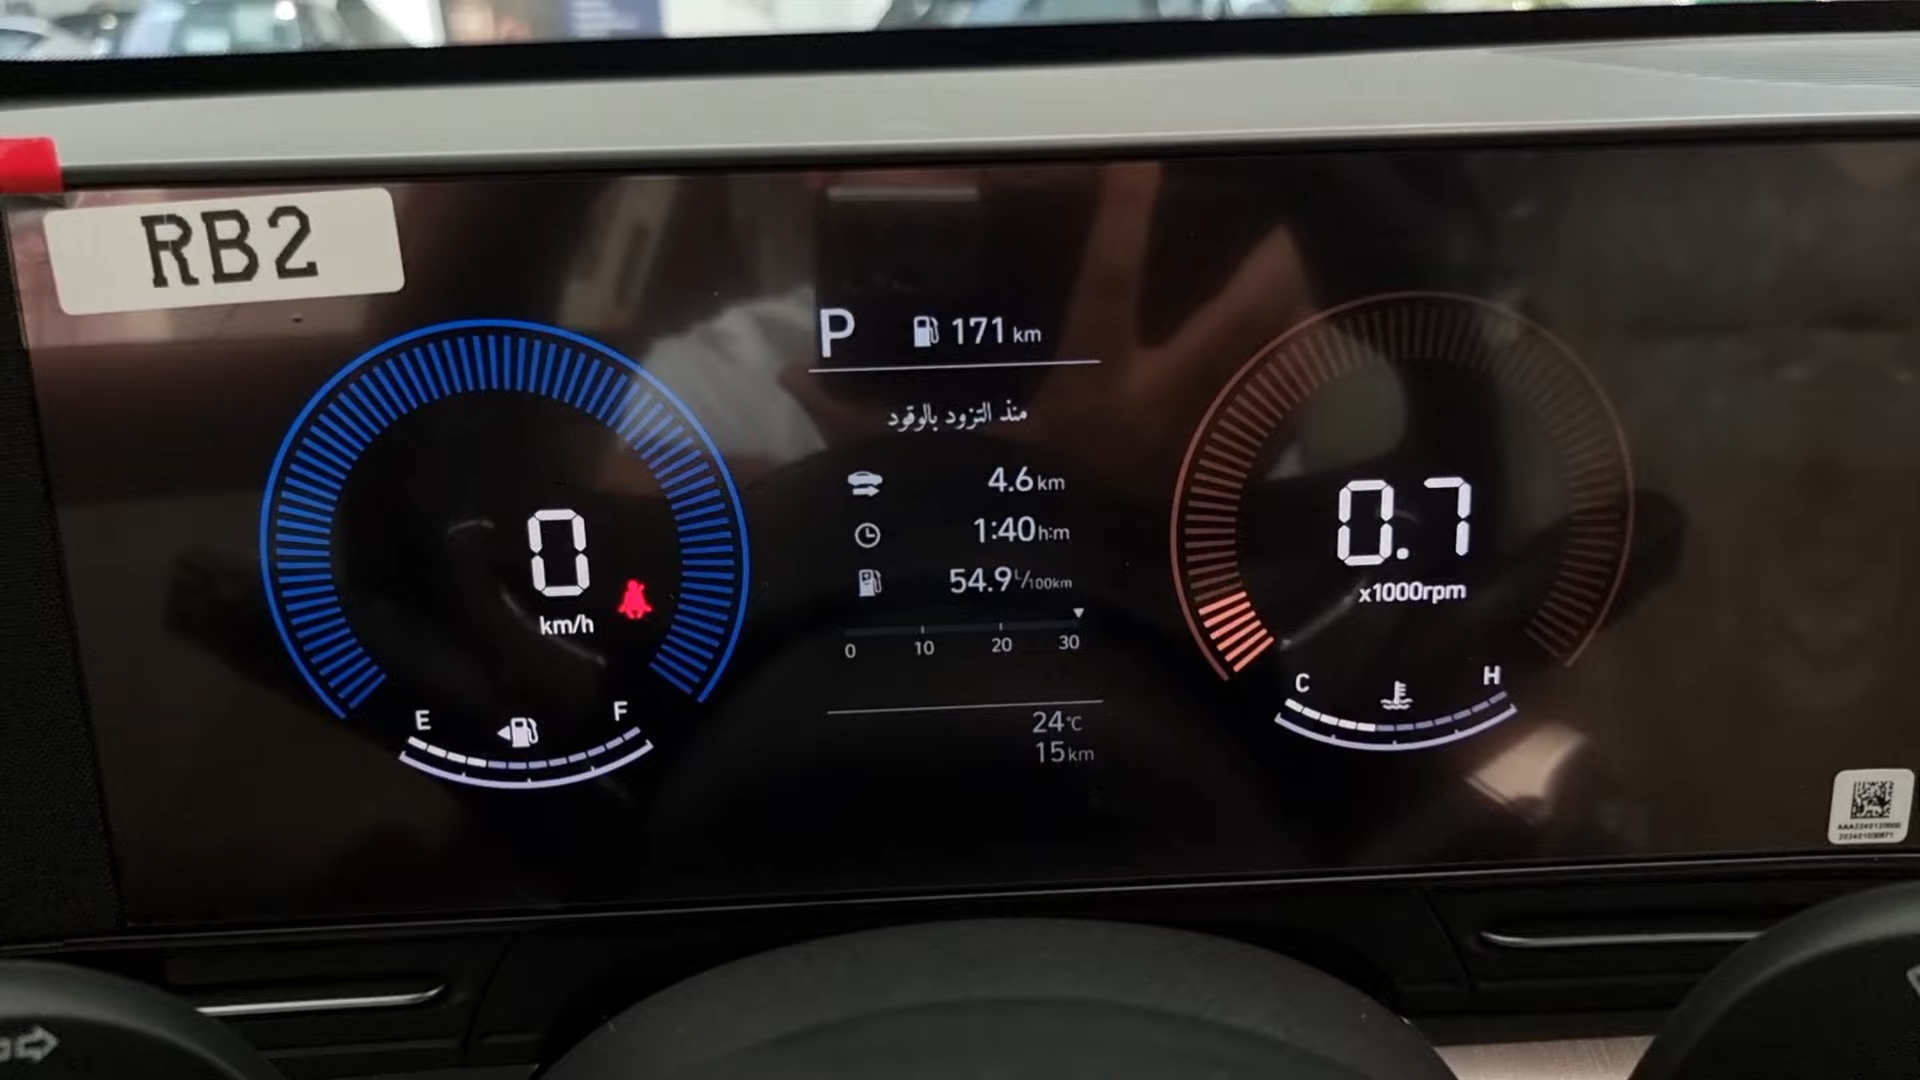 RB2
P 171 km
منذ التزود بالوقود
4.6 km
1:40 h:m
54.9 L/100km
0 10 20 30
24°C
15 km
0
km/h
E F
0.7
x1000rpm
C H